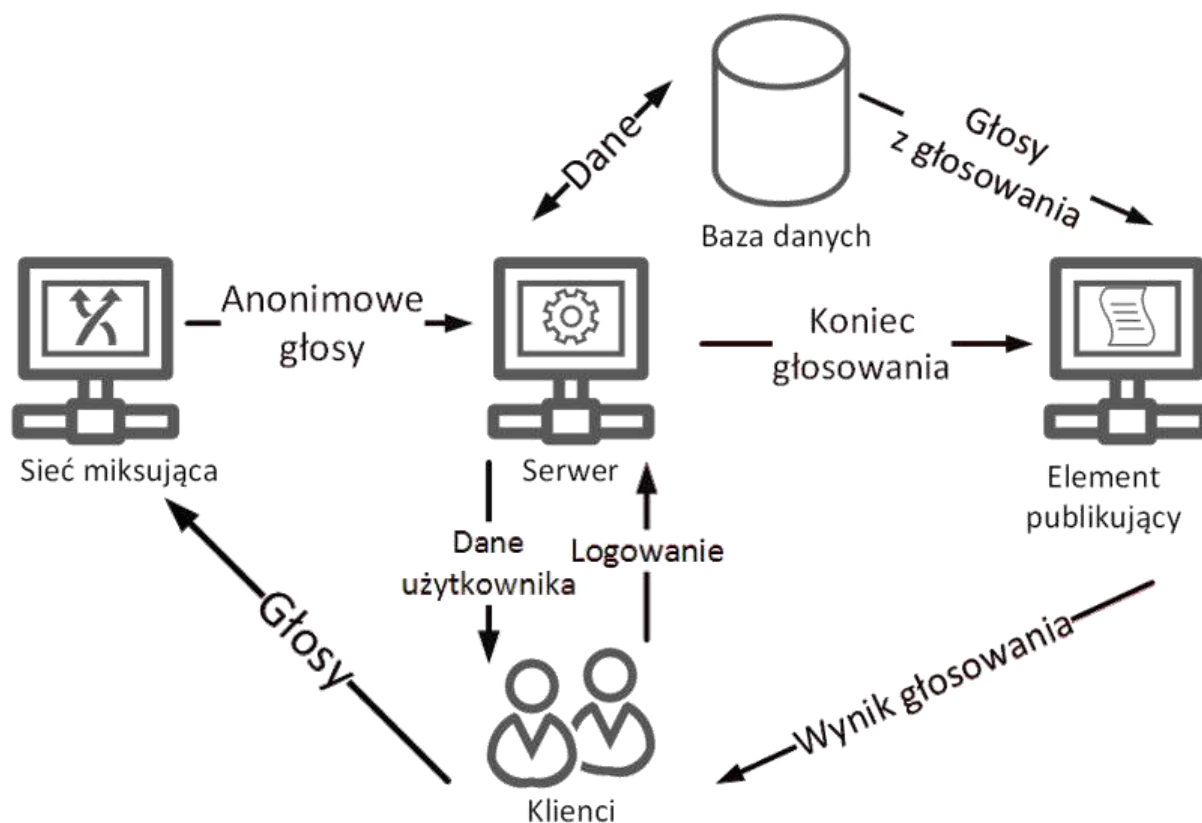 Dane
Głosy
z głosowania
Baza danych
Anonimowe
głosy
Koniec
głosowania
Sieć miksująca
Serwer
Element
publikujący
Dane
użytkownika
Logowanie
Głosy
Wynik głosowania
Klienci